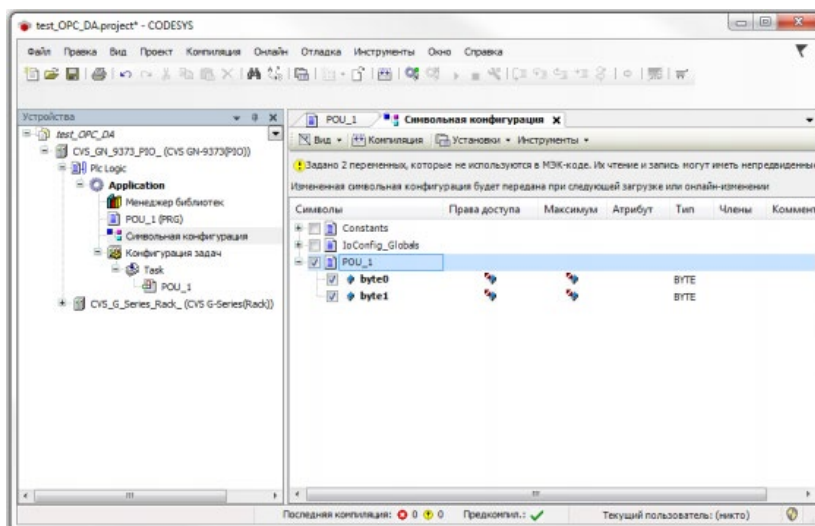 test_OPC_DA.project* - CODESYS
Файл Правка Вид Проект Компиляция Онлайн Отладка Инструменты Окно Справка
Устройства
test_OPC_DA
CVS_GN_9373_PIO_ (CVS GN-9373(PIO))
Plc Logic
Application
Менеджер библиотек
POU_1 (PRG)
Символьная конфигурация
Конфигурация задач
Task
POU_1
CVS_G_Series_Rack_ (CVS G-Series(Rack))
POU_1 Символьная конфигурация
Вид Компиляция Установки Инструменты
Задано 2 переменных, которые не используются в МЭК-коде. Их чтение и запись могут иметь непредвиденные
Измененная символьная конфигурация будет передана при следующей загрузке или онлайн-изменении
Символы Права доступа Максимум Атрибут Тип Члены Коммент
Constants
IoConfig_Globals
POU_1
byte0 BYTE
byte1 BYTE
Последняя компиляция: 0 0 Предкомпил.: Текущий пользователь: (никто)